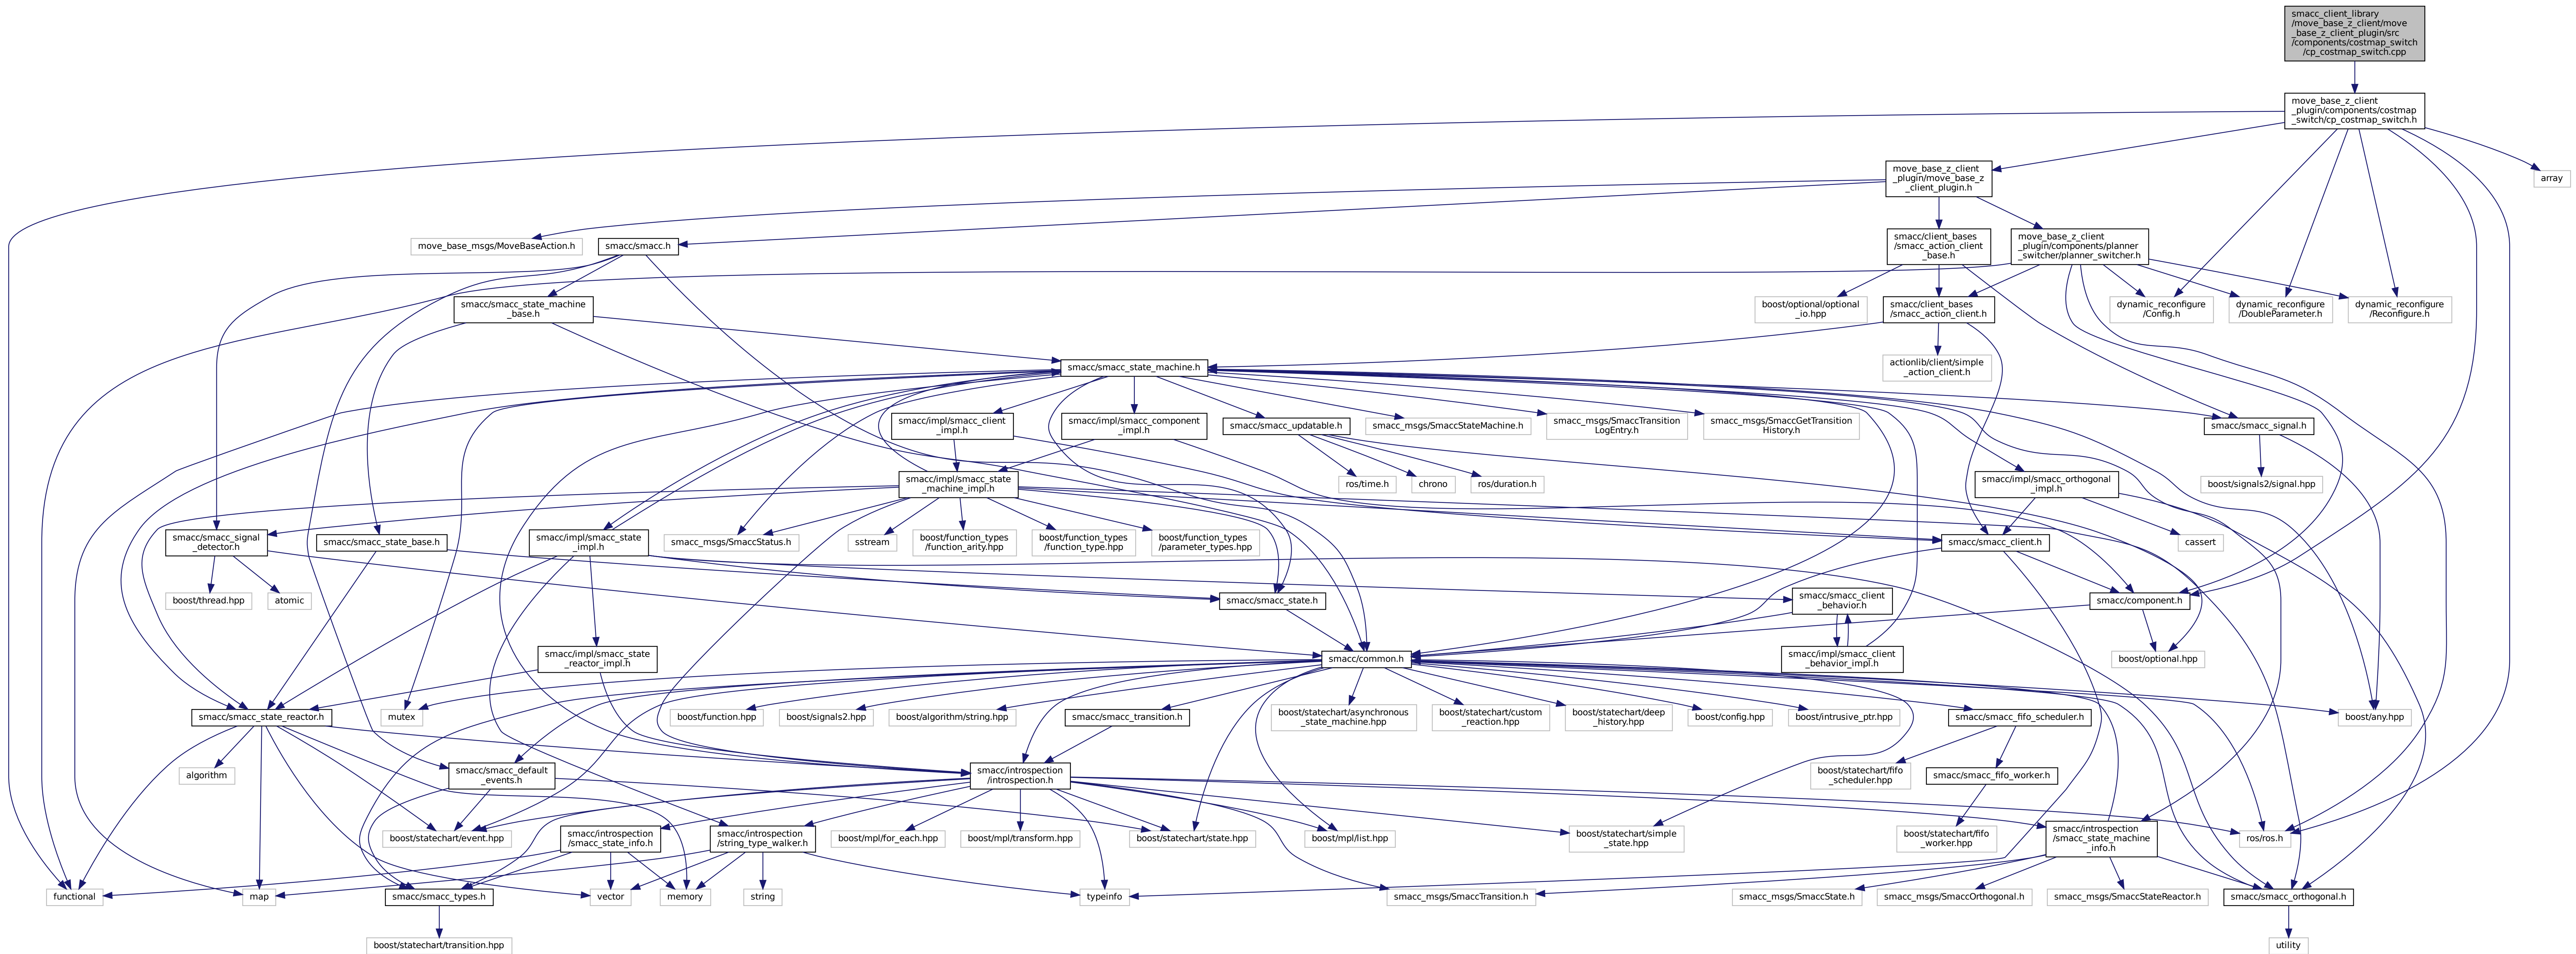 smacc_client_library
/move_base_z_client/move
_base_z_client_plugin/src
/components/costmap_switch
/cp_costmap_switch.cpp
move_base_z_client
_plugin/components/costmap
_switch/cp_costmap_switch.h
move_base_z_client
_plugin/move_base_z
_client_plugin.h
array
move_base_msgs/MoveBaseAction.h
smacc/smacc.h
smacc/client_bases
/smacc_action_client
_base.h
move_base_z_client
_plugin/components/planner
_switcher/planner_switcher.h
smacc/smacc_state_machine
_base.h
boost/optional/optional
_io.hpp
smacc/client_bases
/smacc_action_client.h
dynamic_reconfigure
/Config.h
dynamic_reconfigure
/DoubleParameter.h
dynamic_reconfigure
/Reconfigure.h
smacc/smacc_state_machine.h
actionlib/client/simple
_action_client.h
smacc/impl/smacc_client
_impl.h
smacc/impl/smacc_component
_impl.h
smacc/smacc_updatable.h
smacc_msgs/SmaccStateMachine.h
smacc_msgs/SmaccTransition
LogEntry.h
smacc_msgs/SmaccGetTransition
History.h
smacc/smacc_signal.h
smacc/impl/smacc_state
_machine_impl.h
ros/time.h
chrono
ros/duration.h
smacc/impl/smacc_orthogonal
_impl.h
boost/signals2/signal.hpp
smacc/smacc_signal
_detector.h
smacc/smacc_state_base.h
smacc/impl/smacc_state
_impl.h
smacc_msgs/SmaccStatus.h
sstream
boost/function_types
/function_arity.hpp
boost/function_types
/function_type.hpp
boost/function_types
/parameter_types.hpp
smacc/smacc_client.h
cassert
boost/thread.hpp
atomic
smacc/smacc_state.h
smacc/smacc_client
_behavior.h
smacc/component.h
smacc/impl/smacc_state
_reactor_impl.h
smacc/common.h
smacc/impl/smacc_client
_behavior_impl.h
boost/optional.hpp
smacc/smacc_state_reactor.h
mutex
boost/function.hpp
boost/signals2.hpp
boost/algorithm/string.hpp
smacc/smacc_transition.h
boost/statechart/asynchronous
_state_machine.hpp
boost/statechart/custom
_reaction.hpp
boost/statechart/deep
_history.hpp
boost/config.hpp
boost/intrusive_ptr.hpp
smacc/smacc_fifo_scheduler.h
boost/any.hpp
algorithm
smacc/smacc_default
_events.h
smacc/introspection
/introspection.h
boost/statechart/fifo
_scheduler.hpp
smacc/smacc_fifo_worker.h
boost/statechart/event.hpp
smacc/introspection
/smacc_state_info.h
smacc/introspection
/string_type_walker.h
boost/mpl/for_each.hpp
boost/mpl/transform.hpp
boost/statechart/state.hpp
boost/mpl/list.hpp
boost/statechart/simple
_state.hpp
boost/statechart/fifo
_worker.hpp
smacc/introspection
/smacc_state_machine
_info.h
ros/ros.h
functional
map
smacc/smacc_types.h
vector
memory
string
typeinfo
smacc_msgs/SmaccTransition.h
smacc_msgs/SmaccState.h
smacc_msgs/SmaccOrthogonal.h
smacc_msgs/SmaccStateReactor.h
smacc/smacc_orthogonal.h
boost/statechart/transition.hpp
utility